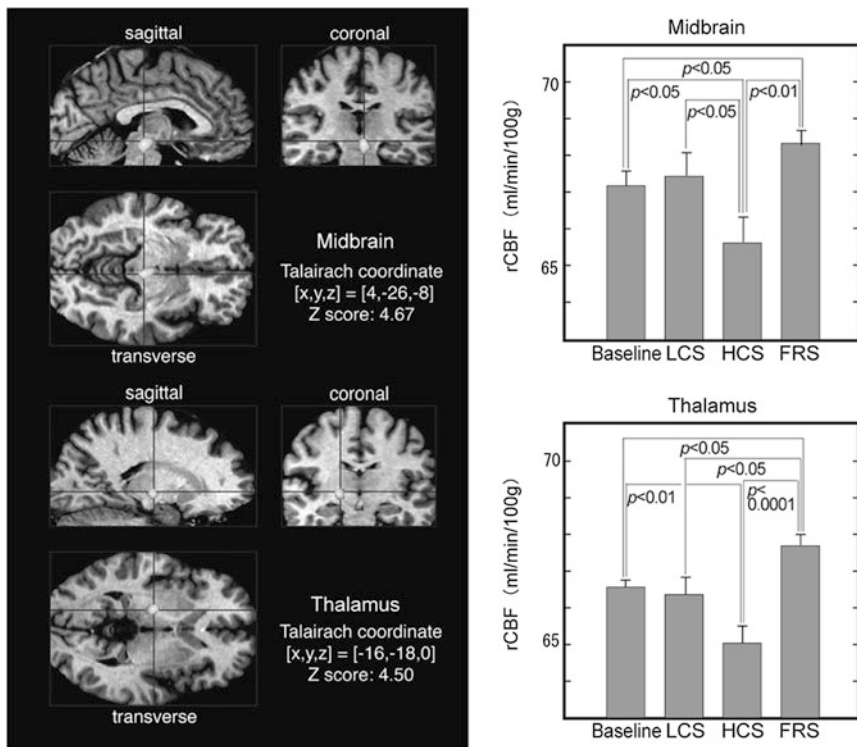 sagittal
coronal
Midbrain
Talairach coordinate
[x,y,z] = [4,-26,-8]
Z score: 4.67
transverse
sagittal
coronal
Thalamus
Talairach coordinate
[x,y,z] = [-16,-18,0]
Z score: 4.50
transverse
Midbrain
70
65
rCBF (ml/min/100g)
p<0.05
p<0.05
p<0.01
p<0.05
Baseline LCS HCS FRS
Thalamus
70
65
rCBF (ml/min/100g)
p<0.05
p<0.05
p<0.01
p<
0.0001
Baseline LCS HCS FRS